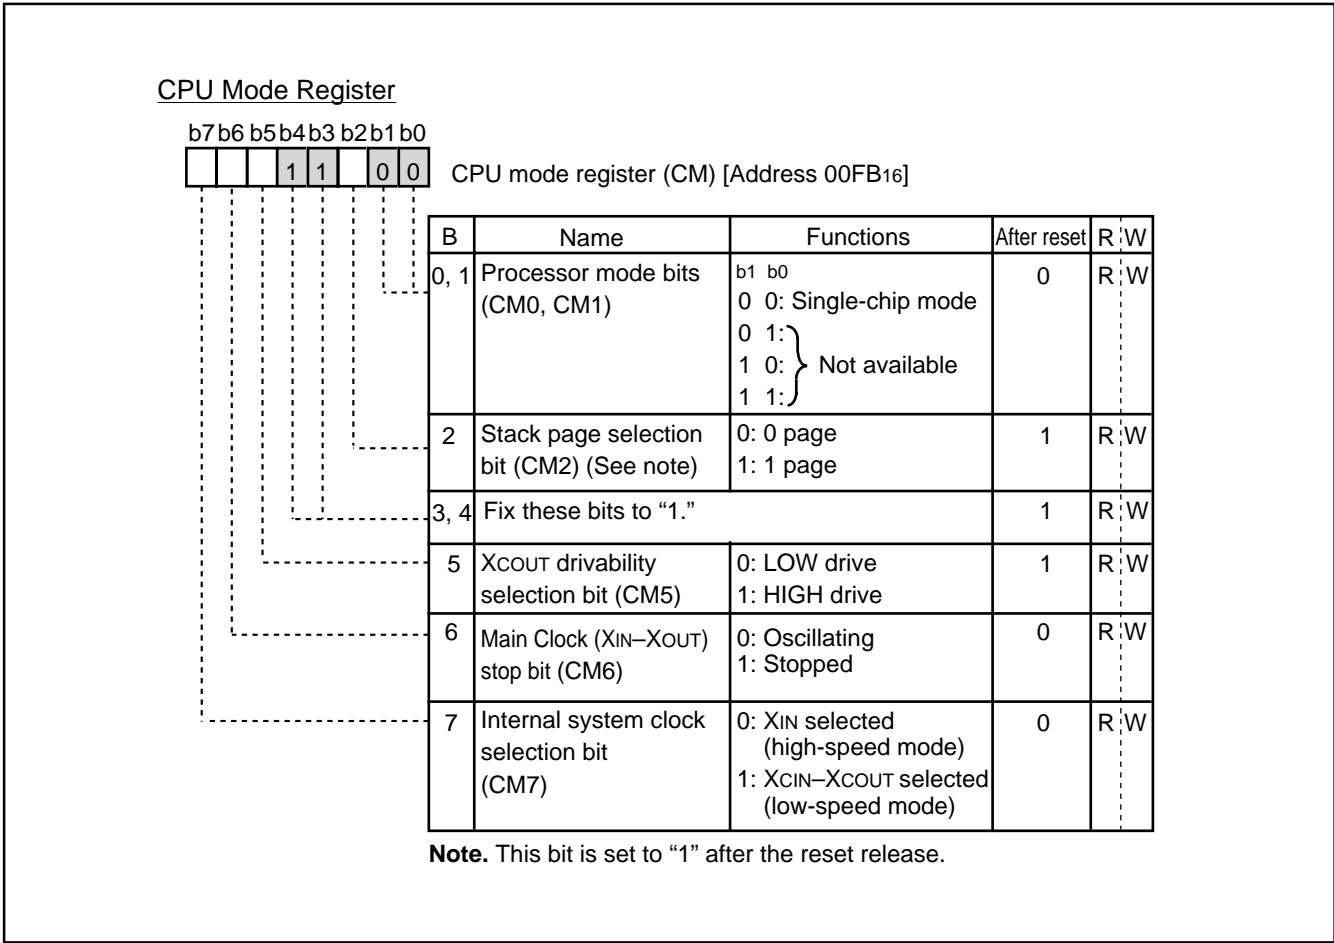 CPU Mode Register
b7 b6 b5 b4 b3 b2 b1 b0
1 1 0 0
CPU mode register (CM) [Address 00FB16]
B Name Functions After reset R W
0, 1 Processor mode bits (CM0, CM1)
b1 b0
0 0: Single-chip mode
0 1:
1 0: Not available
1 1:
0 R W
2 Stack page selection bit (CM2) (See note)
0: 0 page
1: 1 page
1 R W
3, 4 Fix these bits to “1.” 1 R W
5 XCOUT drivability selection bit (CM5)
0: LOW drive
1: HIGH drive
1 R W
6 Main Clock (XIN–XOUT) stop bit (CM6)
0: Oscillating
1: Stopped
0 R W
7 Internal system clock selection bit (CM7)
0: XIN selected (high-speed mode)
1: XCIN–XCOUT selected (low-speed mode)
0 R W
Note. This bit is set to “1” after the reset release.